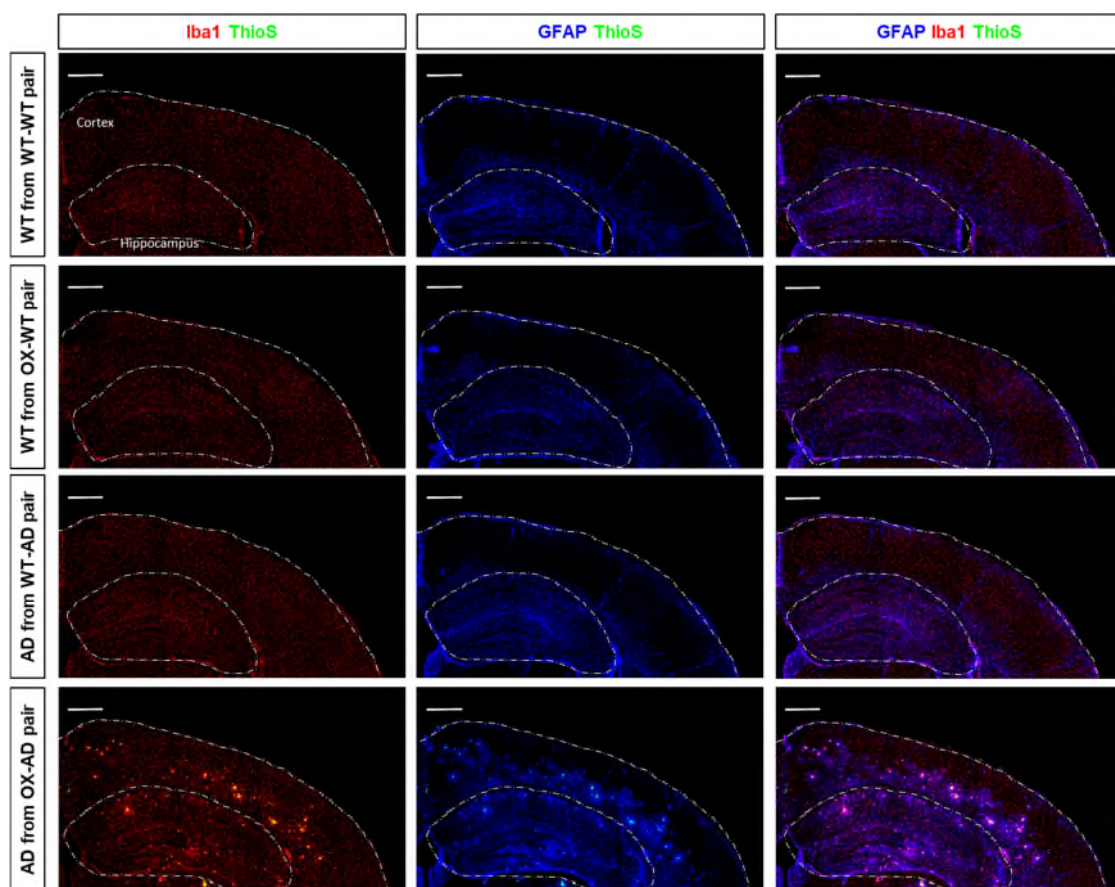 Iba1 ThioS
GFAP ThioS
GFAP Iba1 ThioS
WT from WT-WT pair
Cortex
Hippocampus
WT from OX-WT pair
AD from WT-AD pair
AD from OX-AD pair